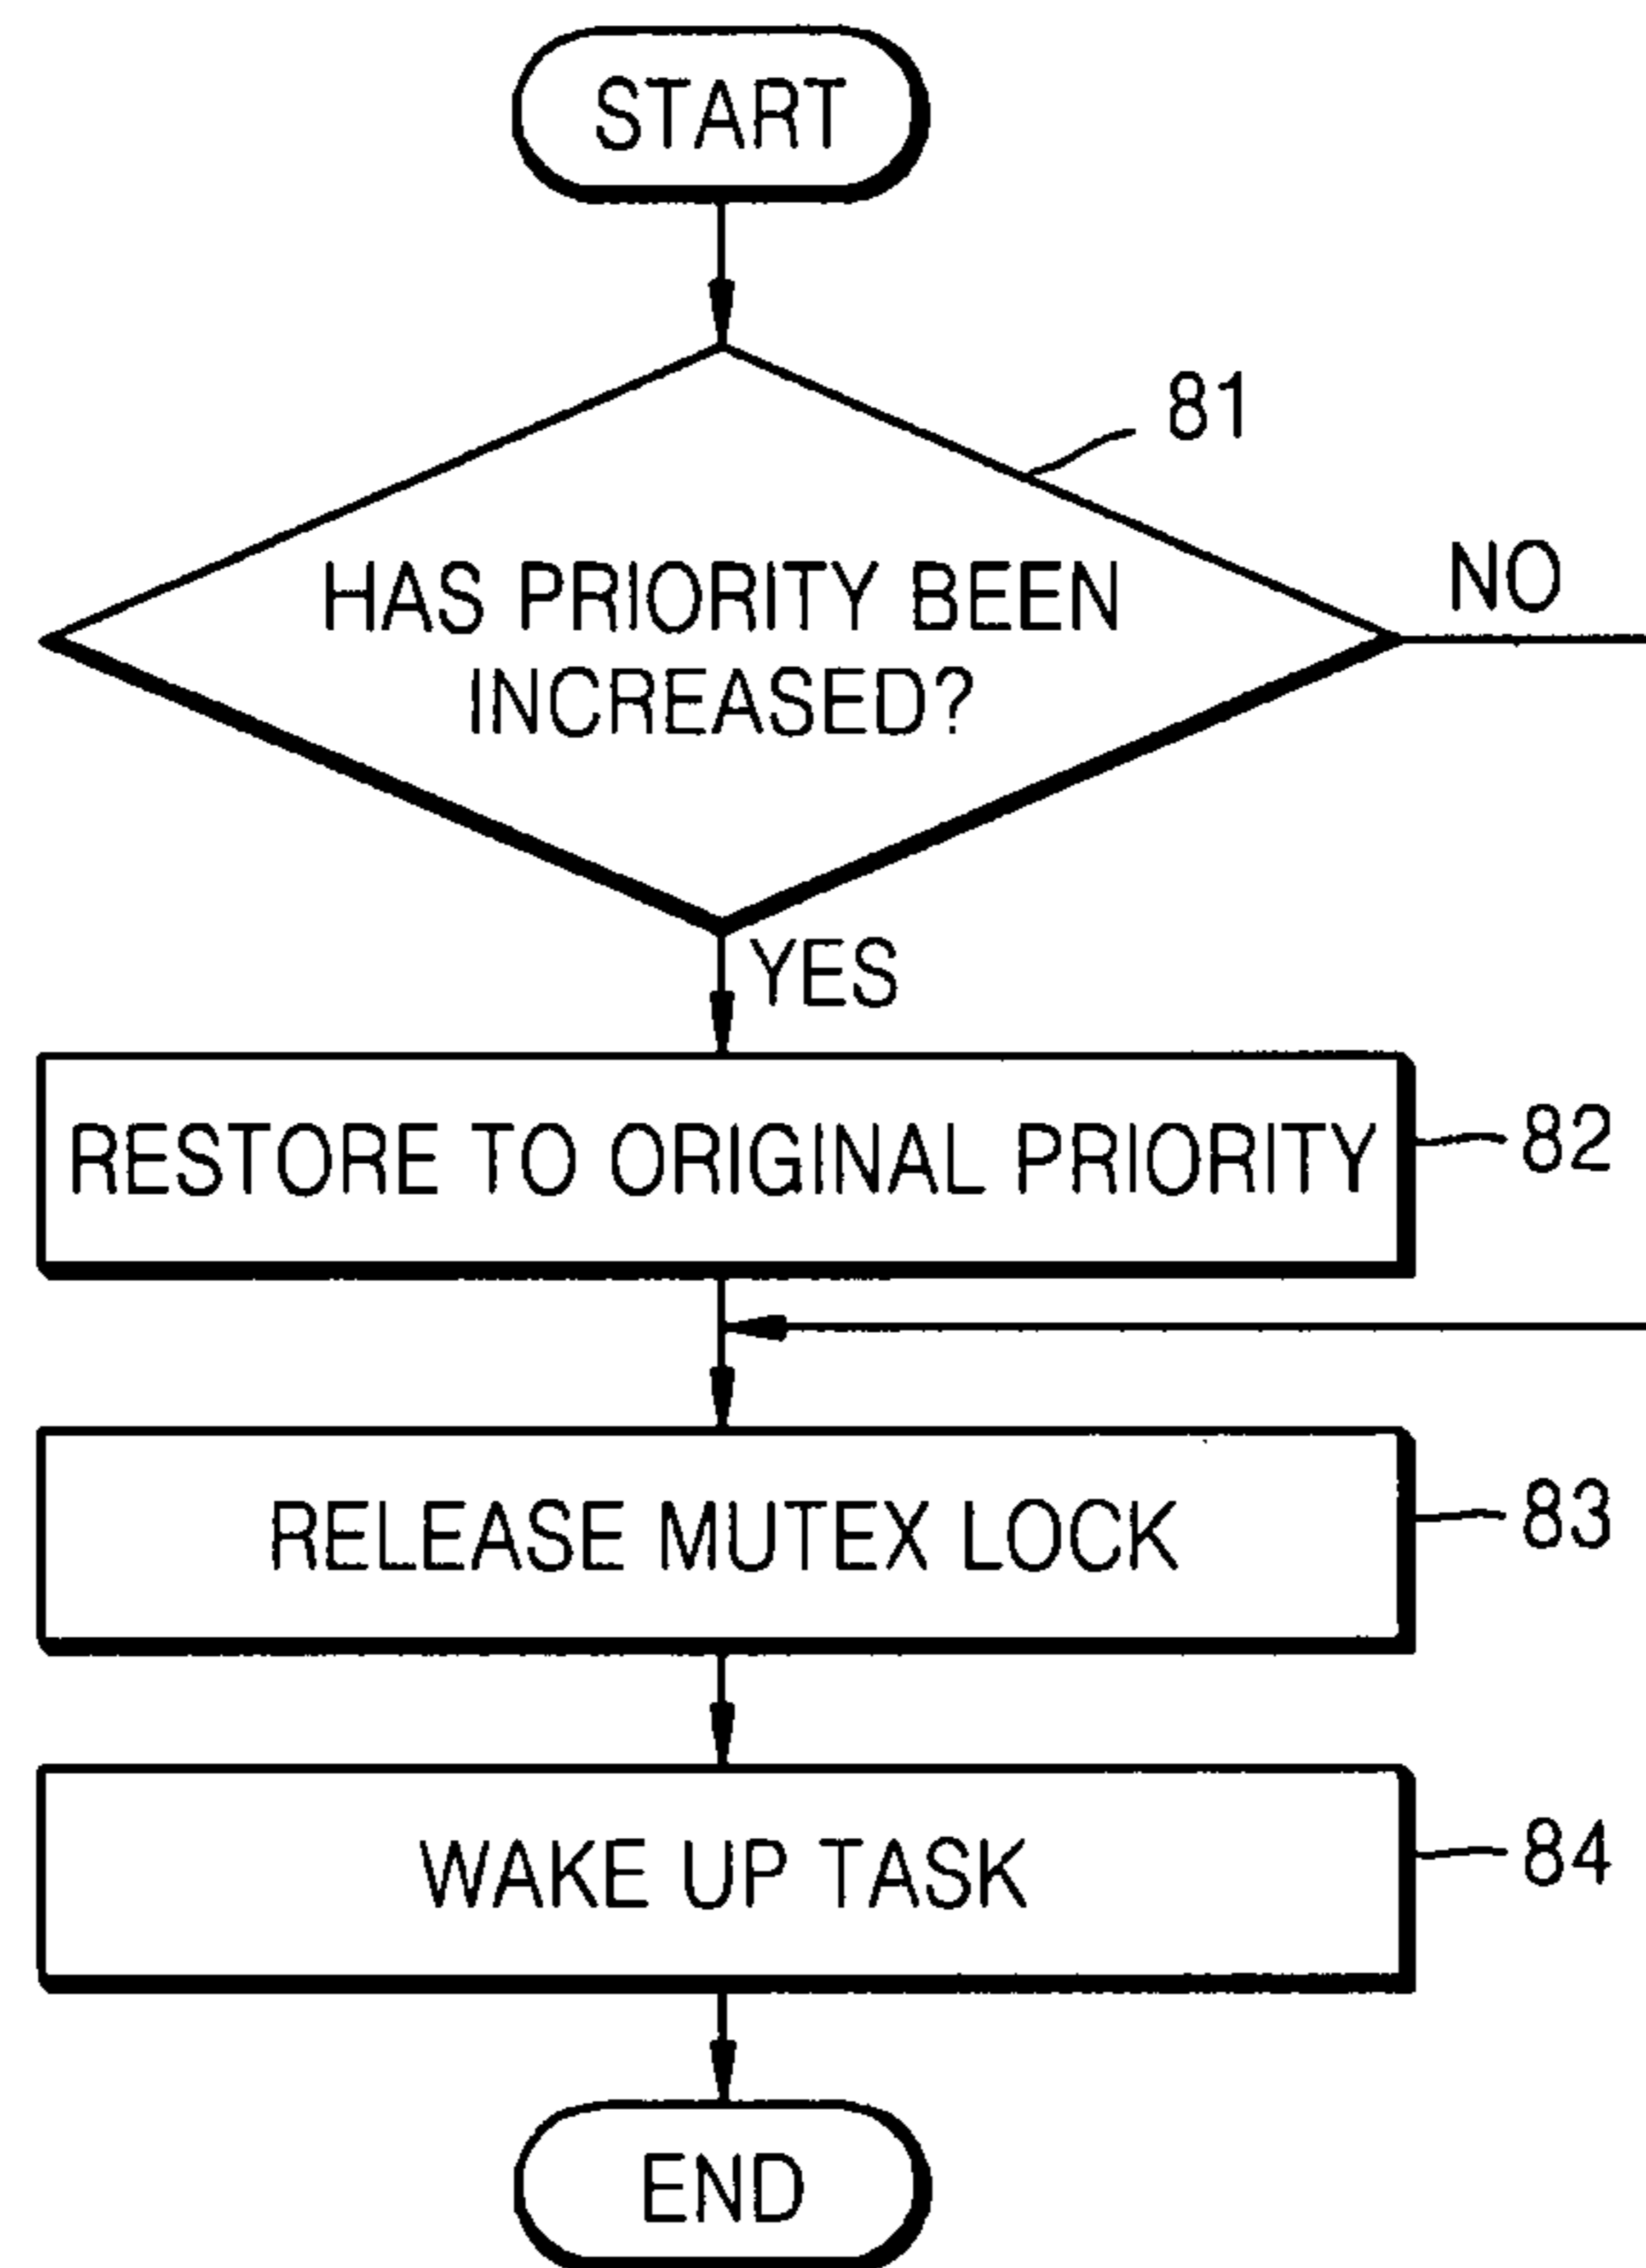 START
81
HAS PRIORITY BEEN
INCREASED?
NO
YES
RESTORE TO ORIGINAL PRIORITY
82
RELEASE MUTEX LOCK
83
WAKE UP TASK
84
END